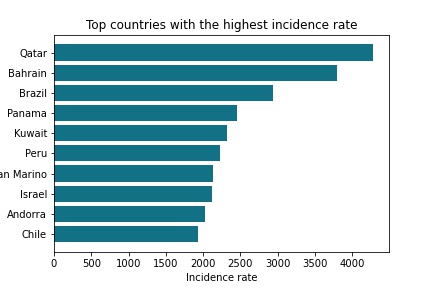 Top countries with the highest incidence rate
Qatar
Bahrain
Brazil
Panama
Kuwait
Peru
an Marino
Israel
Andorra
Chile
0 500 1000 1500 2000 2500 3000 3500 4000
Incidence rate